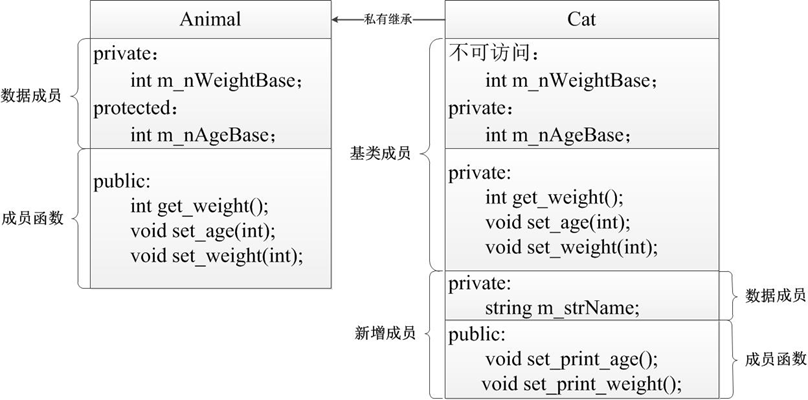 Animal
私有继承
Cat
数据成员
private：
int m_nWeightBase；
protected：
int m_nAgeBase；
成员函数
public:
int get_weight();
void set_age(int);
void set_weight(int);
基类成员
不可访问：
int m_nWeightBase；
private：
int m_nAgeBase；
private:
int get_weight();
void set_age(int);
void set_weight(int);
新增成员
private:
string m_strName;
数据成员
public:
void set_print_age();
void set_print_weight();
成员函数